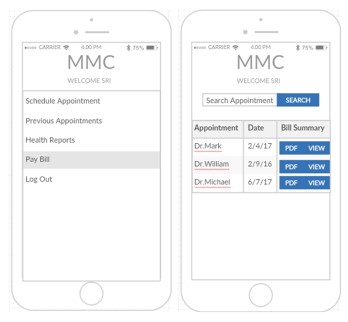 CARRIER 4:00 PM 75%
MMC
WELCOME SRI
Schedule Appointment
Previous Appointments
Health Reports
Pay Bill
Log Out
CARRIER 4:00 PM 75%
MMC
WELCOME SRI
Search Appointment SEARCH
Appointment Date Bill Summary
Dr.Mark 2/4/17 PDF VIEW
Dr.William 2/9/16 PDF VIEW
Dr.Michael 6/7/17 PDF VIEW